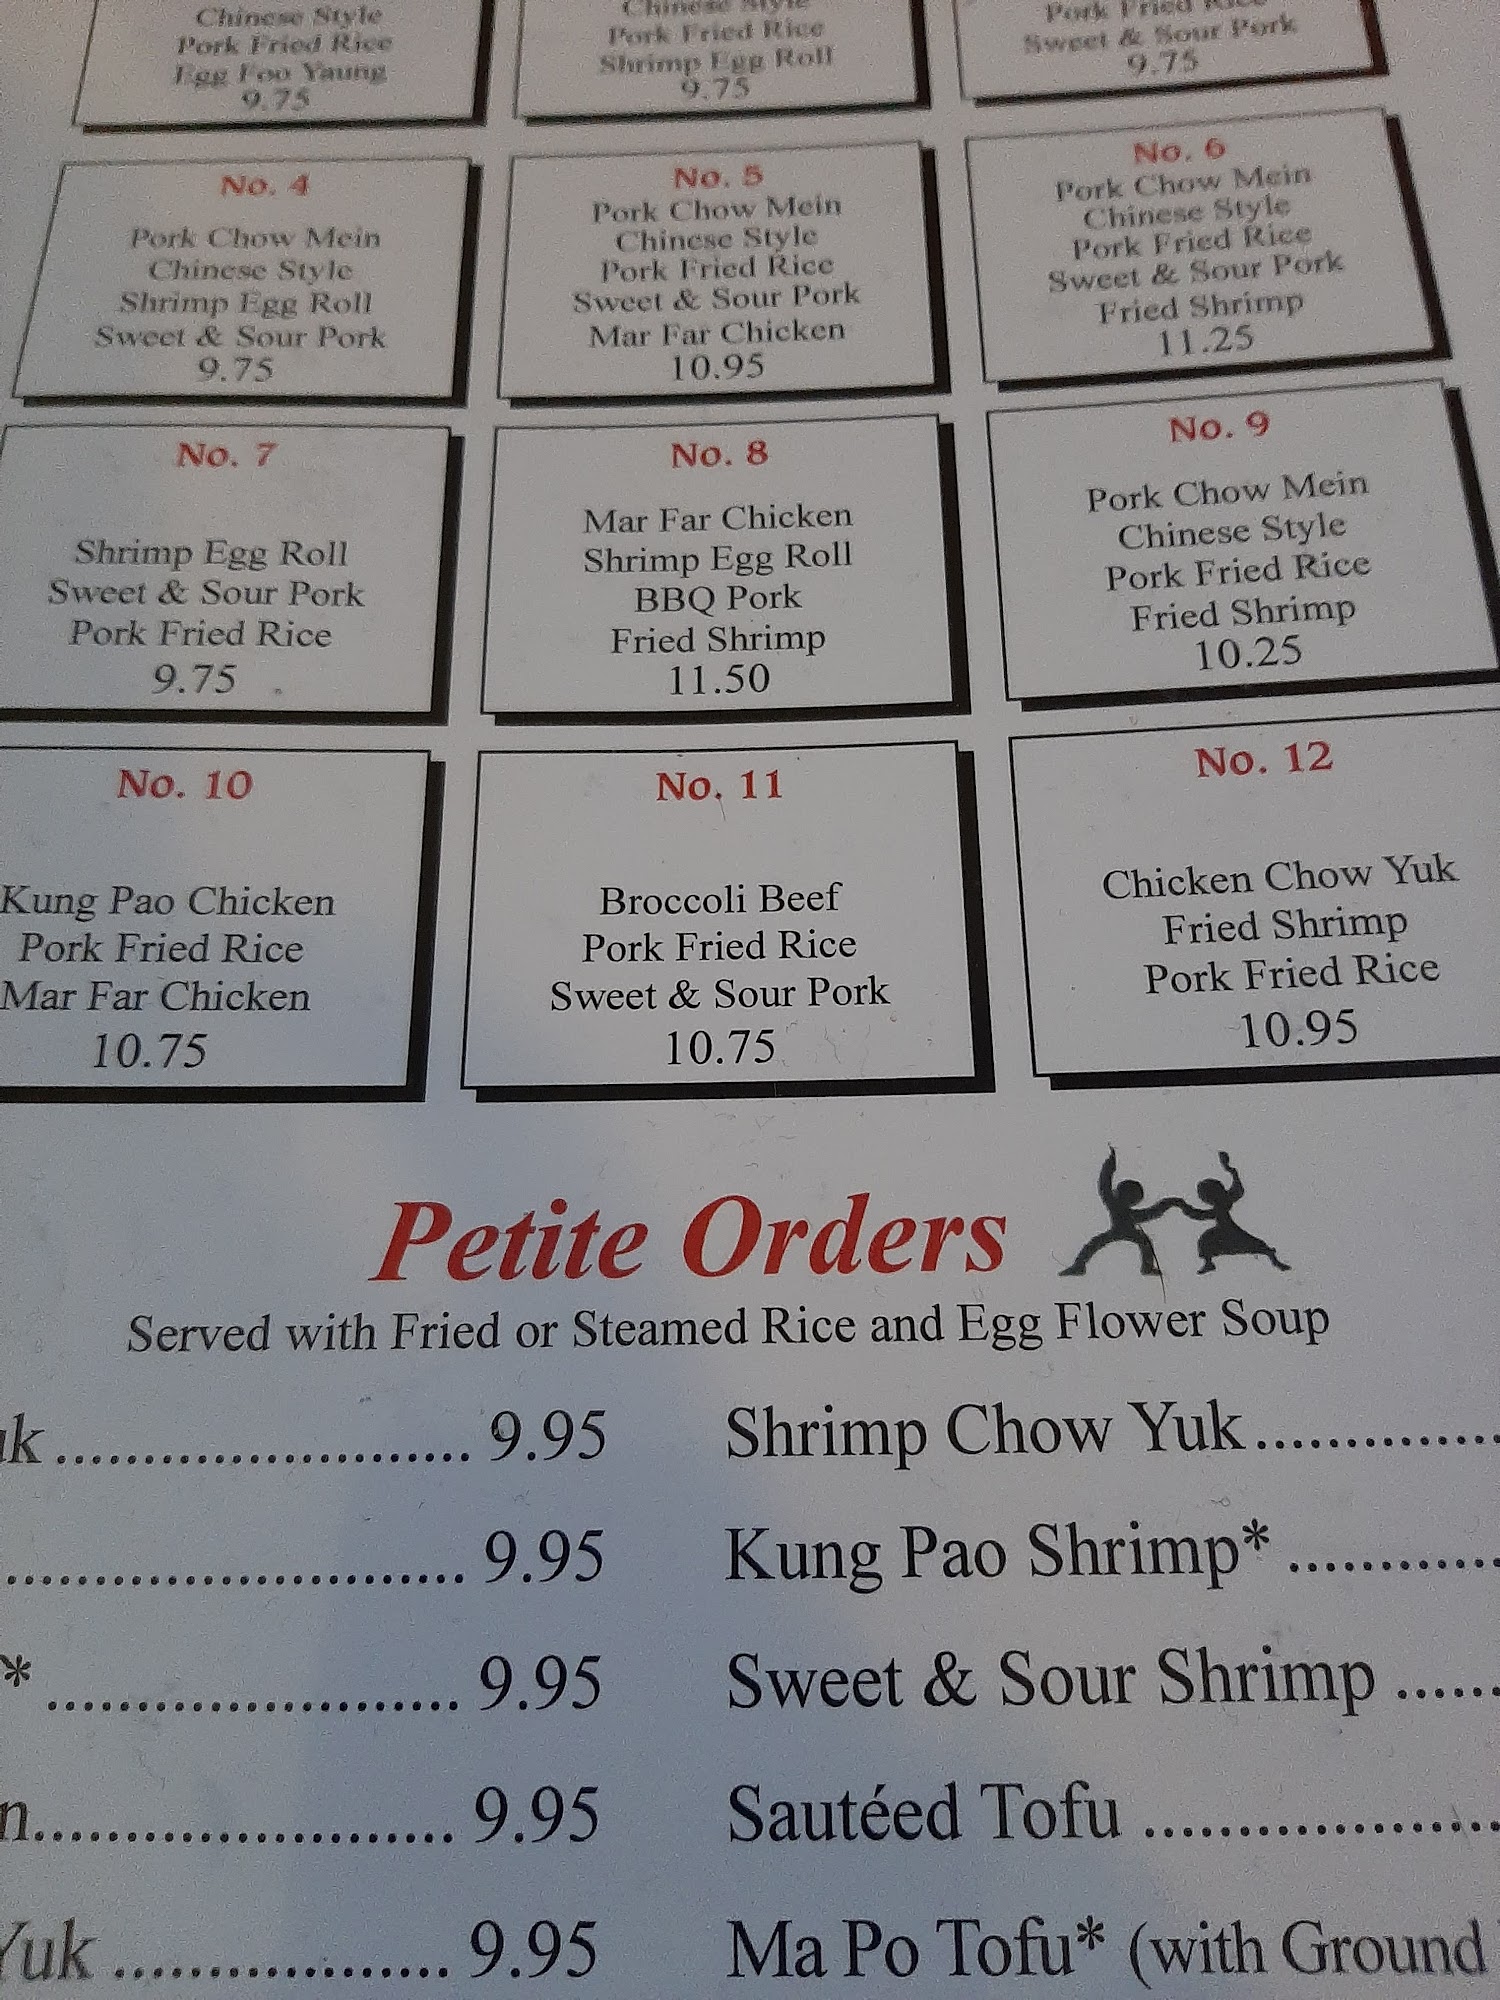 Chinese Style
Pork Fried Rice
Egg Foo Yaung
9.75
Chinese Style
Pork Fried Rice
Shrimp Egg Roll
9.75
Pork Fried Rice
Sweet & Sour Pork
9.75
No. 4
Pork Chow Mein
Chinese Style
Shrimp Egg Roll
Sweet & Sour Pork
9.75
No. 5
Pork Chow Mein
Chinese Style
Pork Fried Rice
Sweet & Sour Pork
Mar Far Chicken
10.95
No. 6
Pork Chow Mein
Chinese Style
Pork Fried Rice
Sweet & Sour Pork
Fried Shrimp
11.25
No. 7
Shrimp Egg Roll
Sweet & Sour Pork
Pork Fried Rice
9.75
No. 8
Mar Far Chicken
Shrimp Egg Roll
BBQ Pork
Fried Shrimp
11.50
No. 9
Pork Chow Mein
Chinese Style
Pork Fried Rice
Fried Shrimp
10.25
No. 10
Kung Pao Chicken
Pork Fried Rice
Mar Far Chicken
10.75
No. 11
Broccoli Beef
Pork Fried Rice
Sweet & Sour Pork
10.75
No. 12
Chicken Chow Yuk
Fried Shrimp
Pork Fried Rice
10.95
Petite Orders
Served with Fried or Steamed Rice and Egg Flower Soup
........................ 9.95
........................... 9.95
* ........................ 9.95
n........................ 9.95
Yuk .................. 9.95
Shrimp Chow Yuk..............
Kung Pao Shrimp* ............
Sweet & Sour Shrimp ......
Sautéed Tofu ....................
Ma Po Tofu* (with Ground